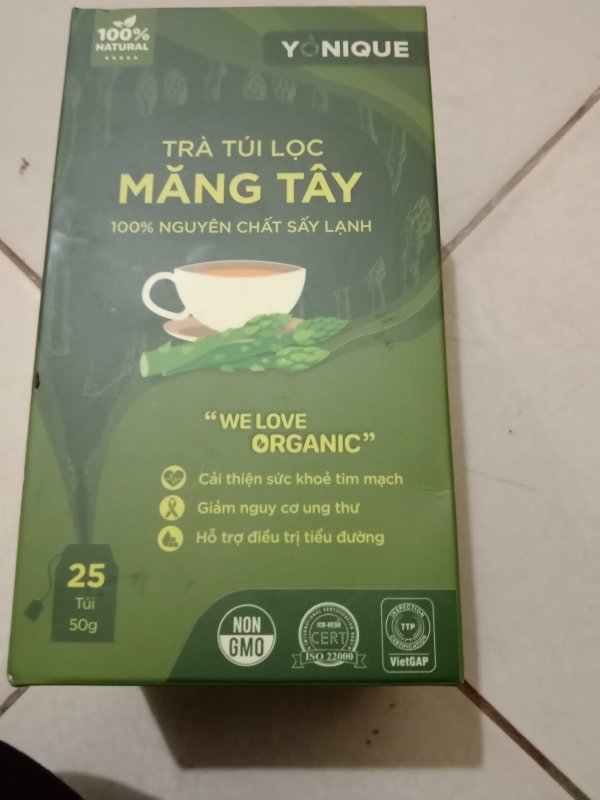 100%
NATURAL
YONIQUE
TRÀ TÚI LỌC
MĂNG TÂY
100% NGUYÊN CHẤT SẤY LẠNH
“WE LOVE
ORGANIC”
Cải thiện sức khoẻ tim mạch
Giảm nguy cơ ung thư
Hỗ trợ điều trị tiểu đường
25
Túi
50g
NON
GMO
CERT
ISO 22000
INSPECTION
TTP
CERTIFICATION
VietGAP